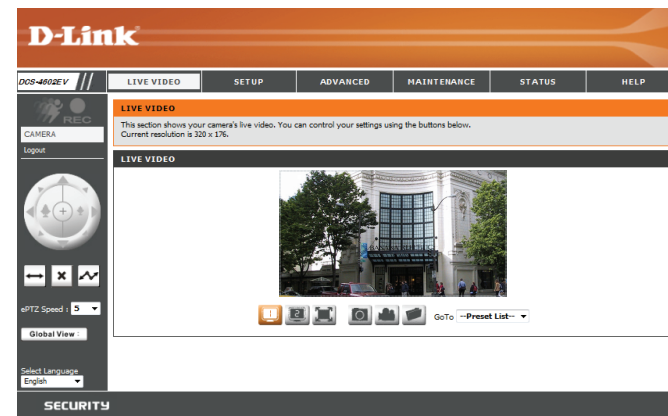 D-Link
DCS-4602EV // LIVE VIDEO SETUP ADVANCED MAINTENANCE STATUS HELP
REC
CAMERA
Logout
ePTZ Speed : 5
Global View :
Select Language
English
LIVE VIDEO
This section shows your camera's live video. You can control your settings using the buttons below.
Current resolution is 320 x 176.
LIVE VIDEO
1 2 GoTo --Preset List--
SECURITY